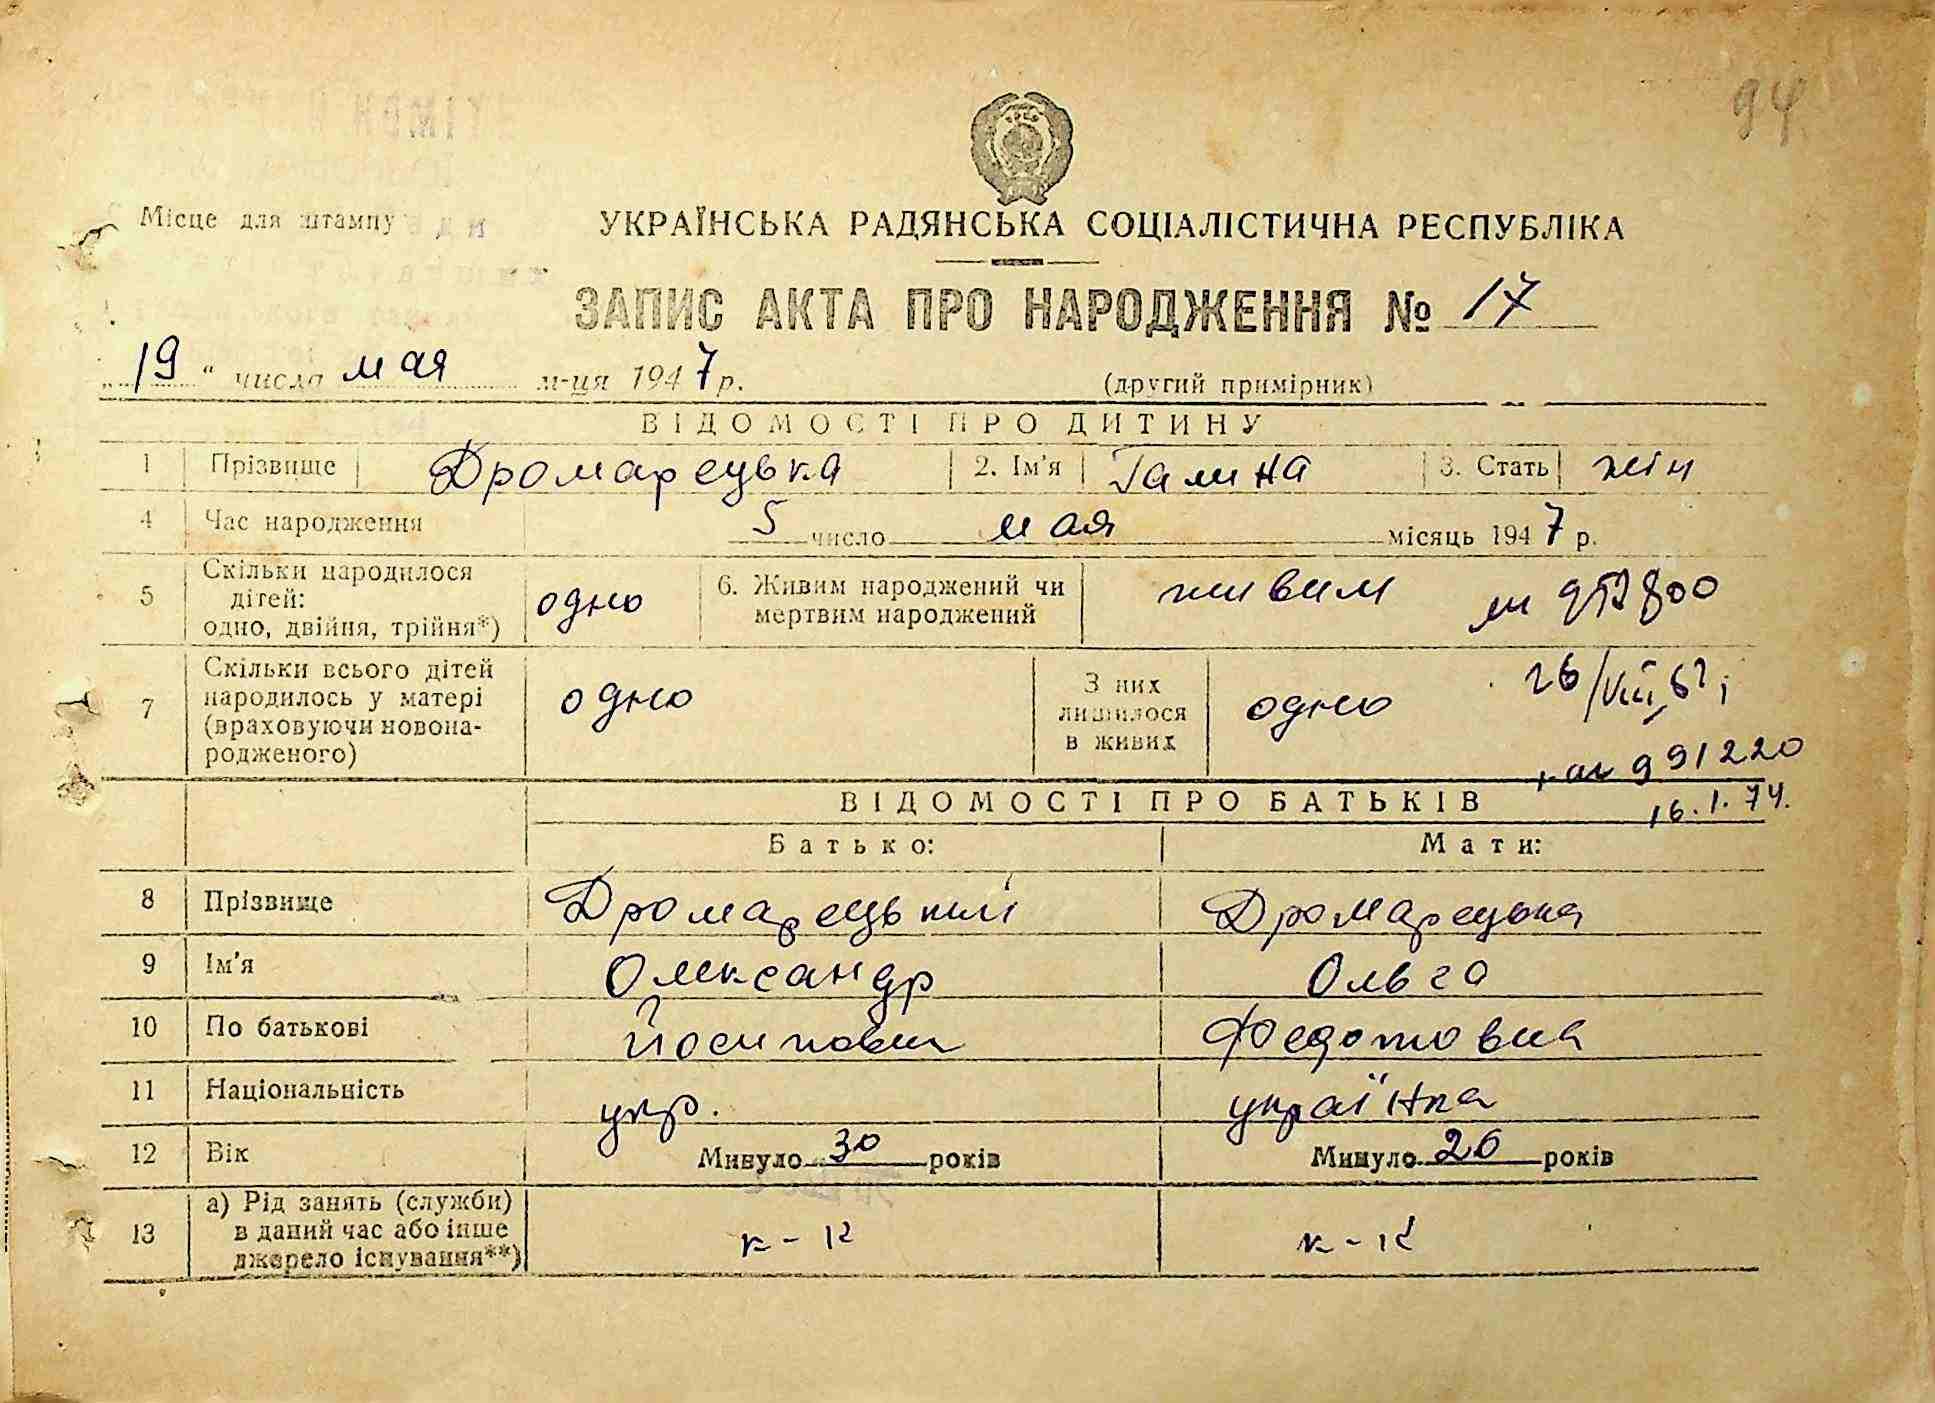 94
Місце для штампу
УКРАЇНСЬКА РАДЯНСЬКА СОЦІАЛІСТИЧНА РЕСПУБЛІКА
ЗАПИС АКТА ПРО НАРОДЖЕННЯ № 17
„19“ числа мая м-ця 1947 р. (другий примірник)
ВІДОМОСТІ ПРО ДИТИНУ
1 Прізвище Дромарецька 2. Ім'я Галина 3. Стать жін
4 Час народження 5 число мая місяць 1947 р.
5 Скільки народилося дітей: одно, двійня, трійня*) одно 6. Живим народжений чи мертвим народжений живим
7 Скільки всього дітей народилось у матері (враховуючи новонародженого) одно З них лишилося в живих одно
991220
16.1.74.
ВІДОМОСТІ ПРО БАТЬКІВ
Батько: Мати:
8 Прізвище Дромарецький Дромарецька
9 Ім'я Олександр Ольга
10 По батькові Йосипович Федотовна
11 Національність укр. українка
12 Вік Минуло 30 років Минуло 26 років
13 а) Рід занять (служби) в даний час або інше джерело існування**) к-к к-к